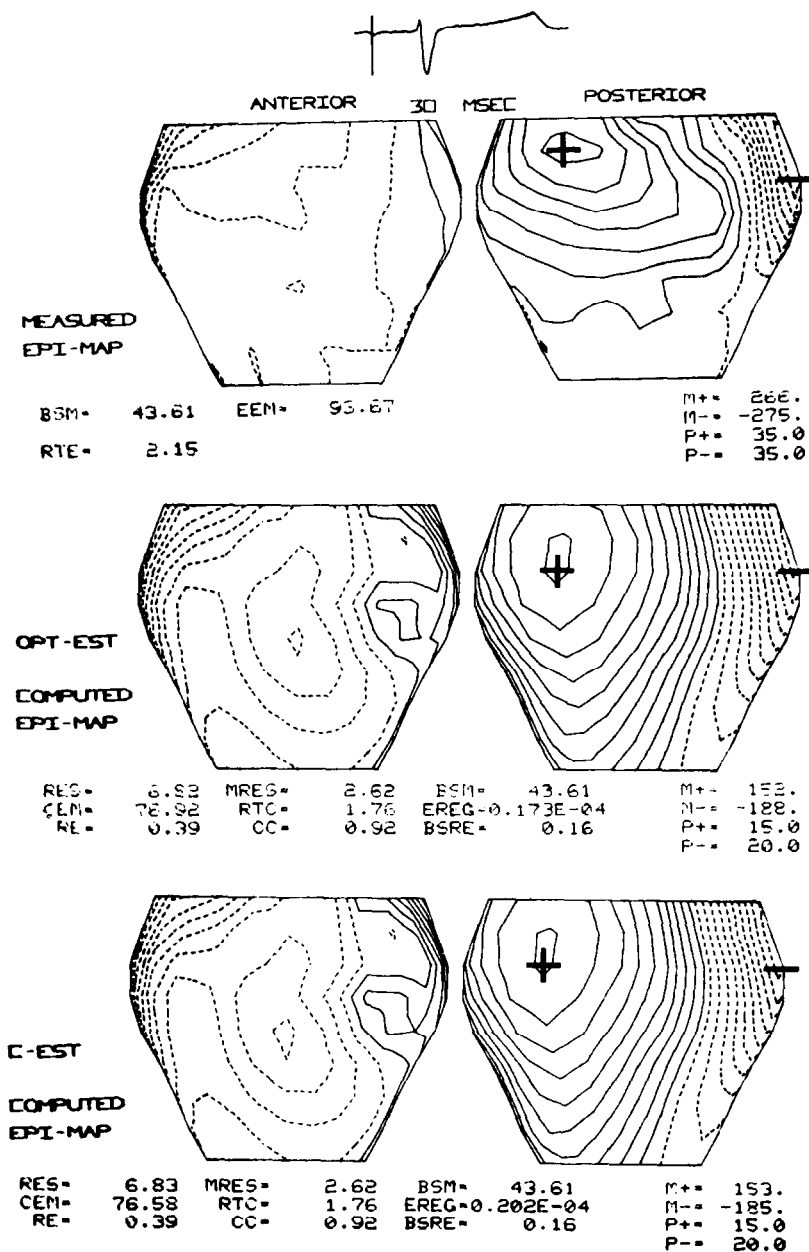 ANTERIOR 30 MSEC POSTERIOR
MEASURED
EPI-MAP
BSM= 43.61 EEM= 93.67
RTE= 2.15
M+= 266.
M-= -275.
P+= 35.0
P-= 35.0
OPT-EST
COMPUTED
EPI-MAP
RES= 6.83 MRES= 2.62 BSM= 43.61 M+= 153.
CEM= 76.92 RTC= 1.76 EREG=0.173E-04 M-= -188.
RE= 0.39 CC= 0.92 BSRE= 0.16 P+= 15.0
P-= 20.0
C-EST
COMPUTED
EPI-MAP
RES= 6.83 MRES= 2.62 BSM= 43.61 M+= 153.
CEM= 76.58 RTC= 1.76 EREG=0.202E-04 M-= -185.
RE= 0.39 CC= 0.92 BSRE= 0.16 P+= 15.0
P-= 20.0